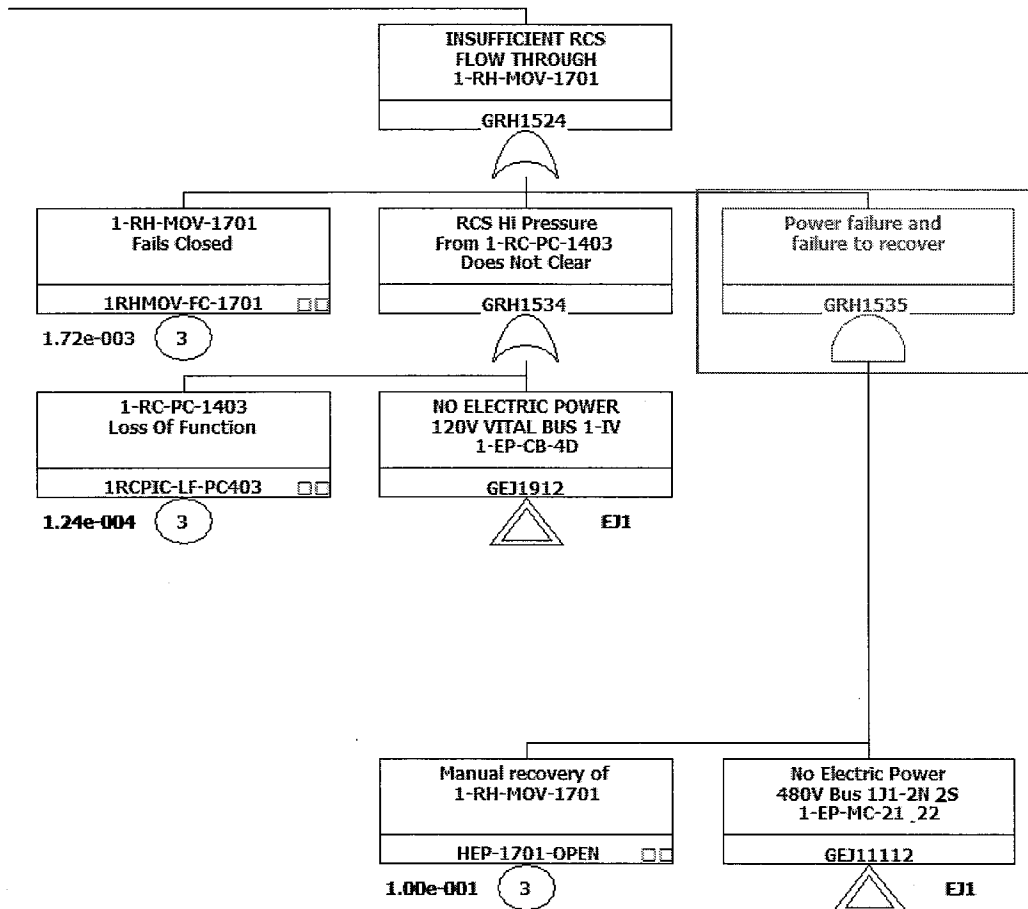 INSUFFICIENT RCS
FLOW THROUGH
1-RH-MOV-1701
GRH1524
1-RH-MOV-1701
Fails Closed
1RHMOV-FC-1701
1.72e-003
3
RCS Hi Pressure
From 1-RC-PC-1403
Does Not Clear
GRH1534
Power failure and
failure to recover
GRH1535
1-RC-PC-1403
Loss Of Function
1RCPIC-LF-PC403
1.24e-004
3
NO ELECTRIC POWER
120V VITAL BUS 1-IV
1-EP-CB-4D
GEJ1912
EJ1
Manual recovery of
1-RH-MOV-1701
HEP-1701-OPEN
1.00e-001
3
No Electric Power
480V Bus 1J1-2N_2S
1-EP-MC-21_22
GEJ11112
EJ1